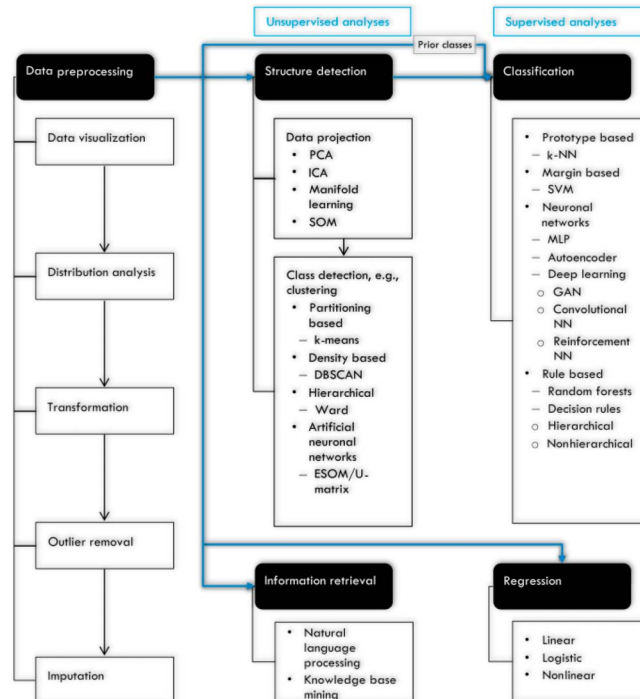 Unsupervised analyses
Supervised analyses
Prior classes
Data preprocessing
Structure detection
Classification
Data visualization
Distribution analysis
Transformation
Outlier removal
Imputation
Data projection
• PCA
• ICA
• Manifold
learning
• SOM
Class detection, e.g.,
clustering
• Partitioning
based
– k-means
• Density based
– DBSCAN
• Hierarchical
– Ward
• Artificial
neuronal
networks
– ESOM/U-
matrix
• Prototype based
– k-NN
• Margin based
– SVM
• Neuronal
networks
– MLP
– Autoencoder
– Deep learning
○ GAN
○ Convolutional
NN
○ Reinforcement
NN
• Rule based
– Random forests
– Decision rules
○ Hierarchical
○ Nonhierarchical
Information retrieval
Regression
• Natural
language
processing
• Knowledge base
mining
• Linear
• Logistic
• Nonlinear